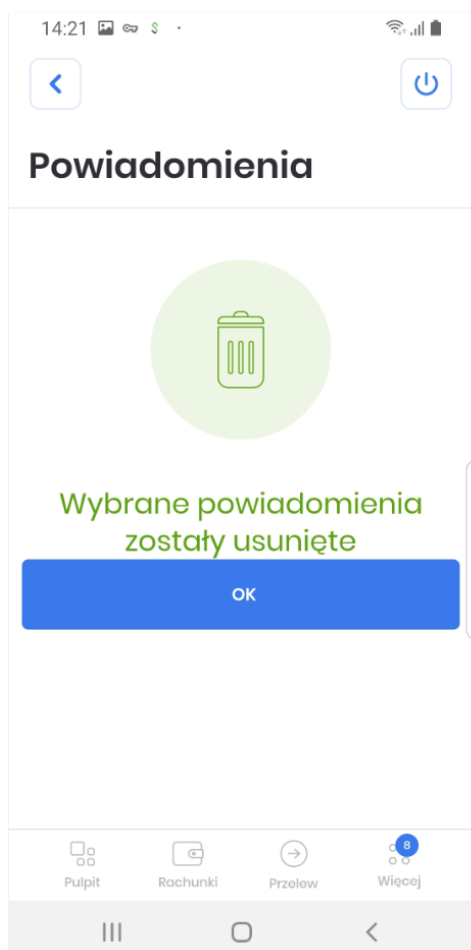 14:21
Powiadomienia
Wybrane powiadomienia
zostały usunięte
OK
8
Pulpit Rachunki Przelew Więcej